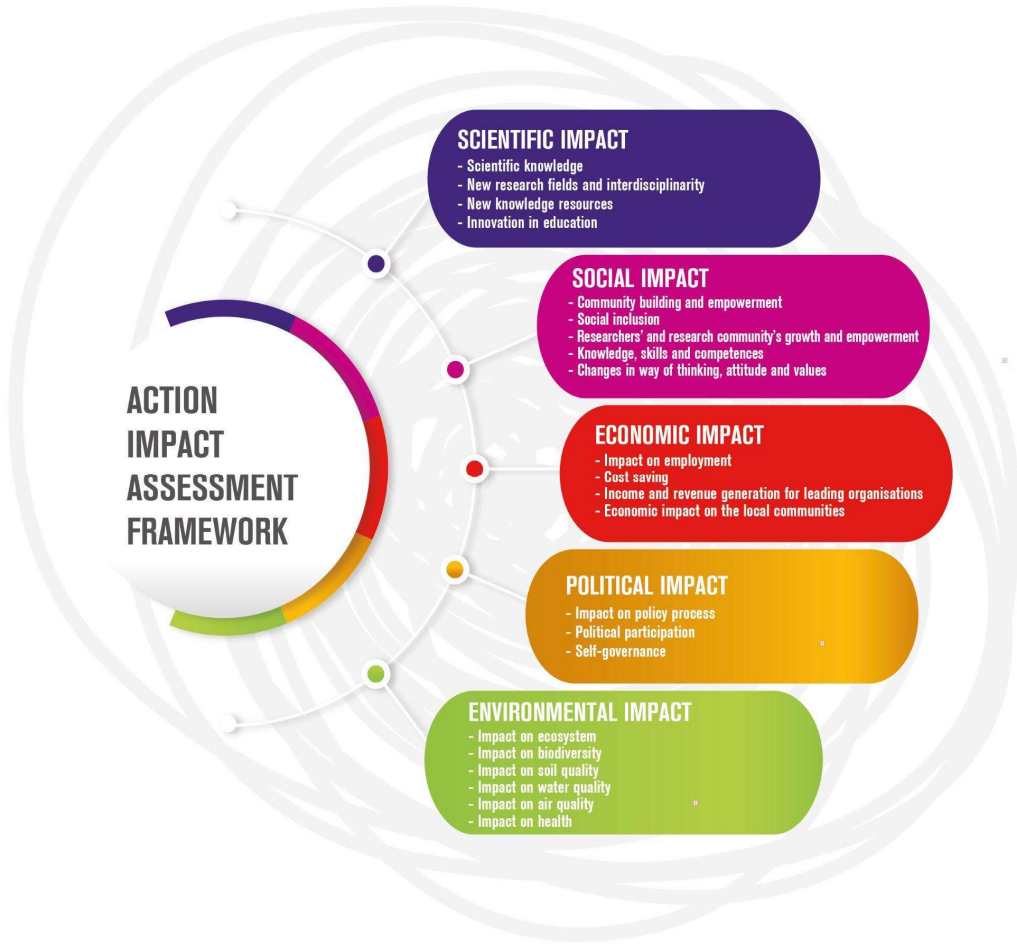 ACTION
IMPACT
ASSESSMENT
FRAMEWORK
SCIENTIFIC IMPACT
- Scientific knowledge
- New research fields and interdisciplinarity
- New knowledge resources
- Innovation in education
SOCIAL IMPACT
- Community building and empowerment
- Social inclusion
- Researchers' and research community's growth and empowerment
- Knowledge, skills and competences
- Changes in way of thinking, attitude and values
ECONOMIC IMPACT
- Impact on employment
- Cost saving
- Income and revenue generation for leading organisations
- Economic impact on the local communities
POLITICAL IMPACT
- Impact on policy process
- Political participation
- Self-governance
ENVIRONMENTAL IMPACT
- Impact on ecosystem
- Impact on biodiversity
- Impact on soil quality
- Impact on water quality
- Impact on air quality
- Impact on health